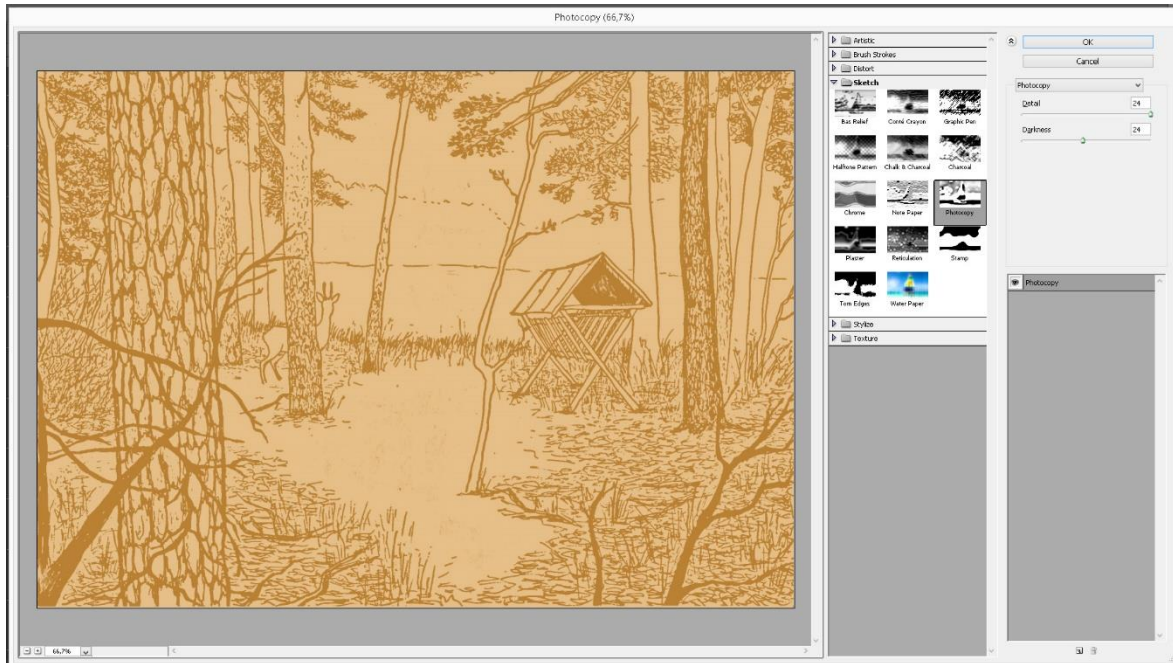 Photocopy (66,7%)
Artistic
Brush Strokes
Distort
Sketch
Bas Relief
Conté Crayon
Graphic Pen
Halftone Pattern
Chalk & Charcoal
Charcoal
Chrome
Note Paper
Photocopy
Plaster
Reticulation
Stamp
Torn Edges
Water Paper
Stylize
Texture
OK
Cancel
Photocopy
Detail 24
Darkness 24
Photocopy
66,7%